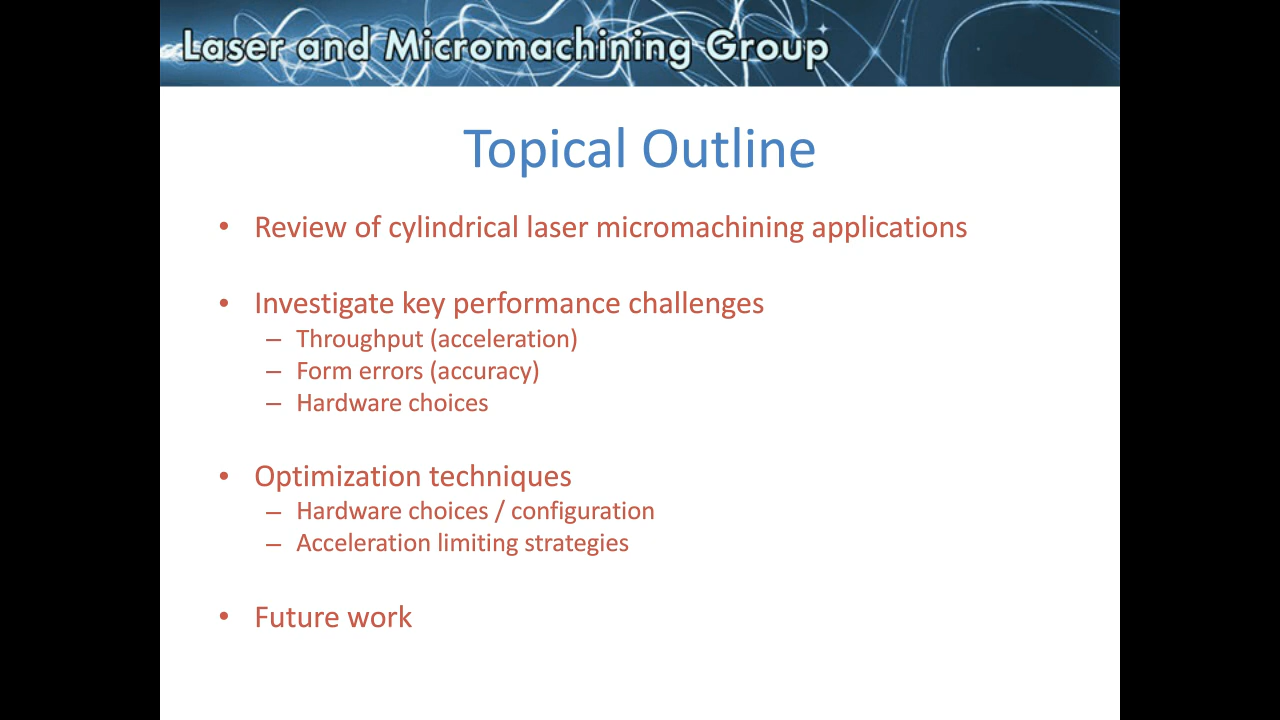 Laser and Micromachining Group
Topical Outline
• Review of cylindrical laser micromachining applications
• Investigate key performance challenges
– Throughput (acceleration)
– Form errors (accuracy)
– Hardware choices
• Optimization techniques
– Hardware choices / configuration
– Acceleration limiting strategies
• Future work